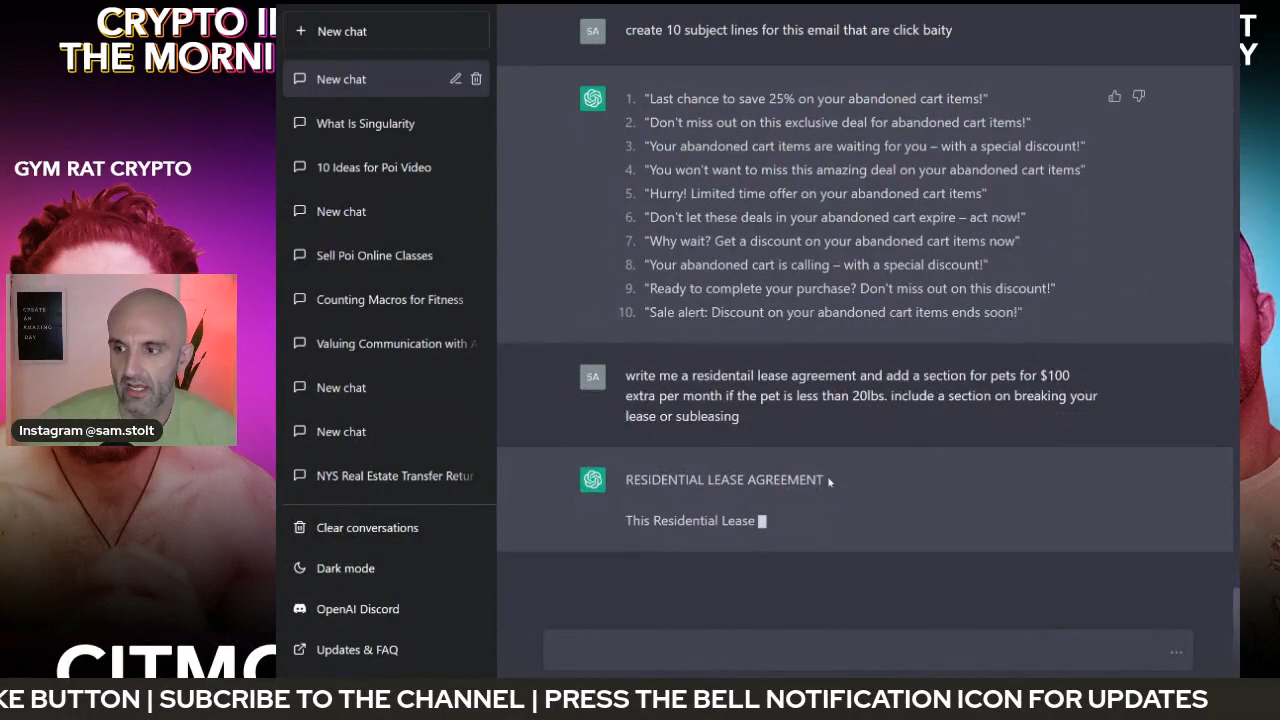 CRYPTO I
THE MORNI
GYM RAT CRYPTO
CREATE
AN
AMAZING
DAY
Instagram @sam.stolt
CITMO
T
Y
+ New chat
New chat
What Is Singularity
10 Ideas for Poi Video
New chat
Sell Poi Online Classes
Counting Macros for Fitness
Valuing Communication with A
New chat
New chat
NYS Real Estate Transfer Retur
Clear conversations
Dark mode
OpenAI Discord
Updates & FAQ
SA
create 10 subject lines for this email that are click baity
1. "Last chance to save 25% on your abandoned cart items!"
2. "Don't miss out on this exclusive deal for abandoned cart items!"
3. "Your abandoned cart items are waiting for you – with a special discount!"
4. "You won't want to miss this amazing deal on your abandoned cart items"
5. "Hurry! Limited time offer on your abandoned cart items"
6. "Don't let these deals in your abandoned cart expire – act now!"
7. "Why wait? Get a discount on your abandoned cart items now"
8. "Your abandoned cart is calling – with a special discount!"
9. "Ready to complete your purchase? Don't miss out on this discount!"
10. "Sale alert: Discount on your abandoned cart items ends soon!"
SA
write me a residentail lease agreement and add a section for pets for $100
extra per month if the pet is less than 20lbs. include a section on breaking your
lease or subleasing
RESIDENTIAL LEASE AGREEMENT
This Residential Lease
...
KE BUTTON | SUBCRIBE TO THE CHANNEL | PRESS THE BELL NOTIFICATION ICON FOR UPDATES